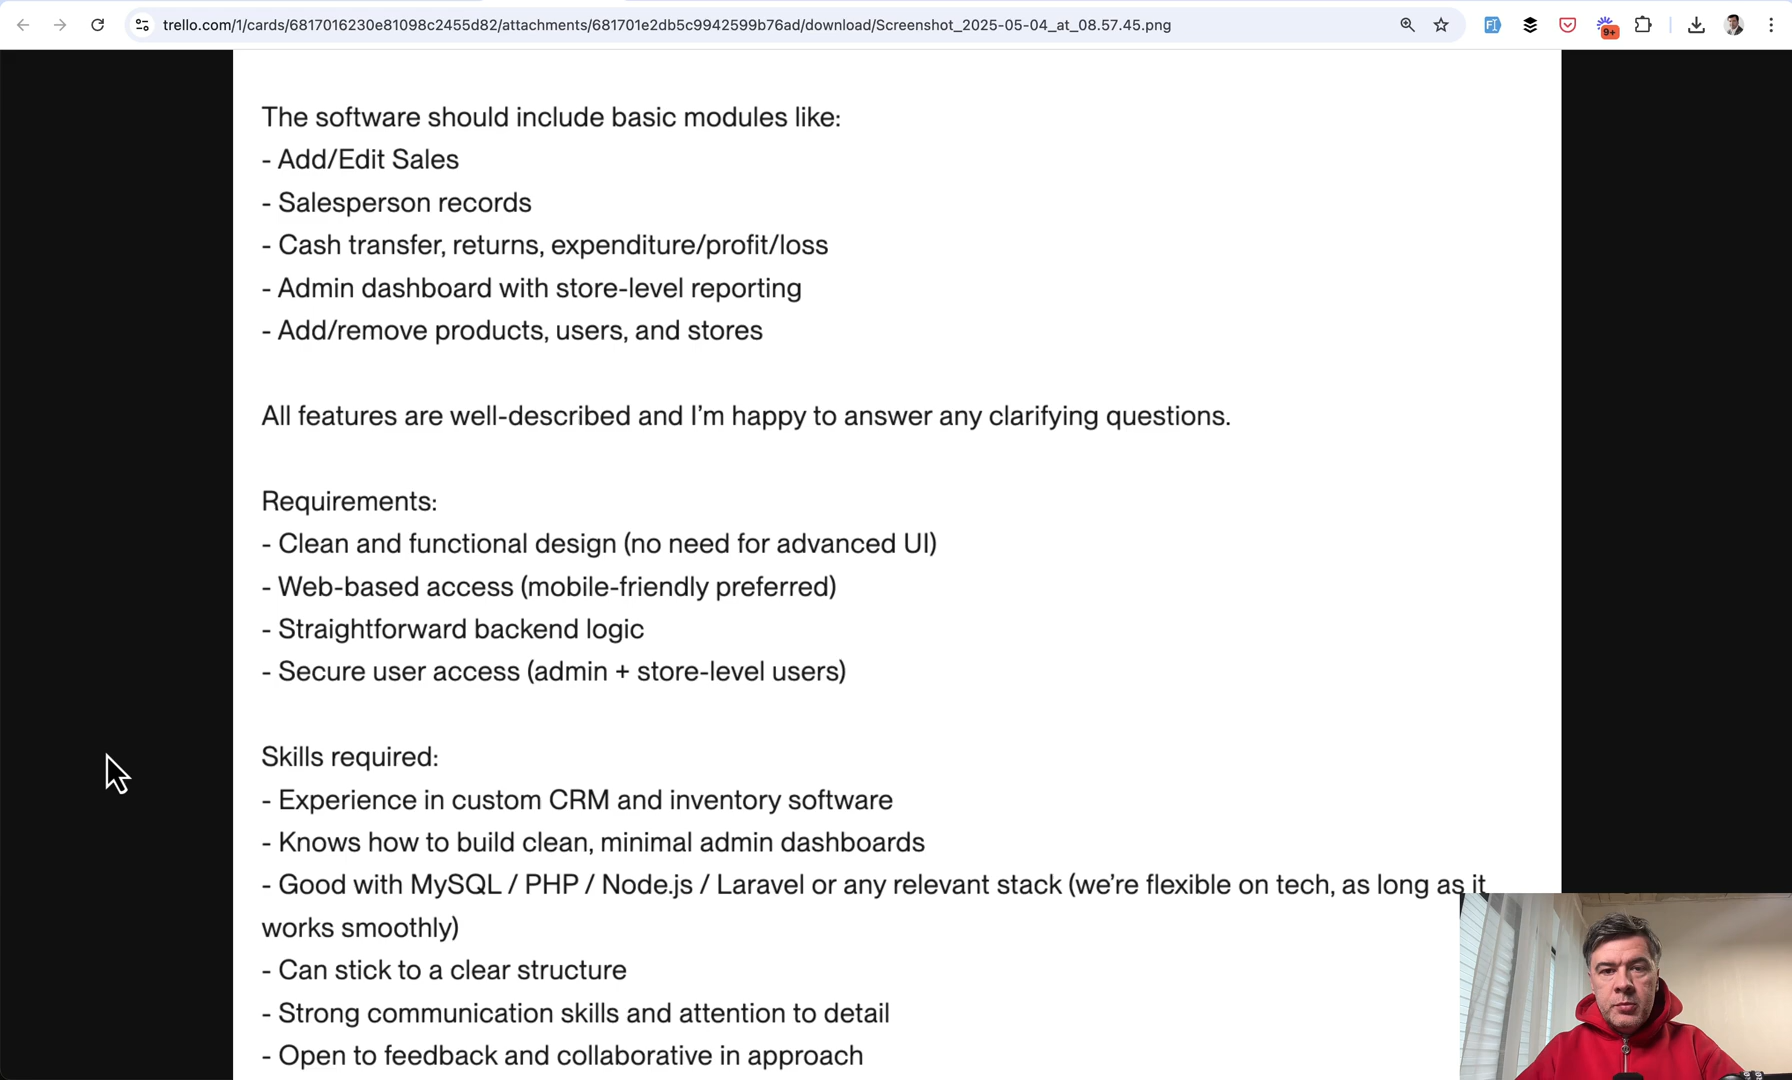 trello.com/1/cards/6817016230e81098c2455d82/attachments/681701e2db5c9942599b76ad/download/Screenshot_2025-05-04_at_08.57.45.png
9+
The software should include basic modules like:
- Add/Edit Sales
- Salesperson records
- Cash transfer, returns, expenditure/profit/loss
- Admin dashboard with store-level reporting
- Add/remove products, users, and stores
All features are well-described and I’m happy to answer any clarifying questions.
Requirements:
- Clean and functional design (no need for advanced UI)
- Web-based access (mobile-friendly preferred)
- Straightforward backend logic
- Secure user access (admin + store-level users)
Skills required:
- Experience in custom CRM and inventory software
- Knows how to build clean, minimal admin dashboards
- Good with MySQL / PHP / Node.js / Laravel or any relevant stack (we’re flexible on tech, as long as it
works smoothly)
- Can stick to a clear structure
- Strong communication skills and attention to detail
- Open to feedback and collaborative in approach